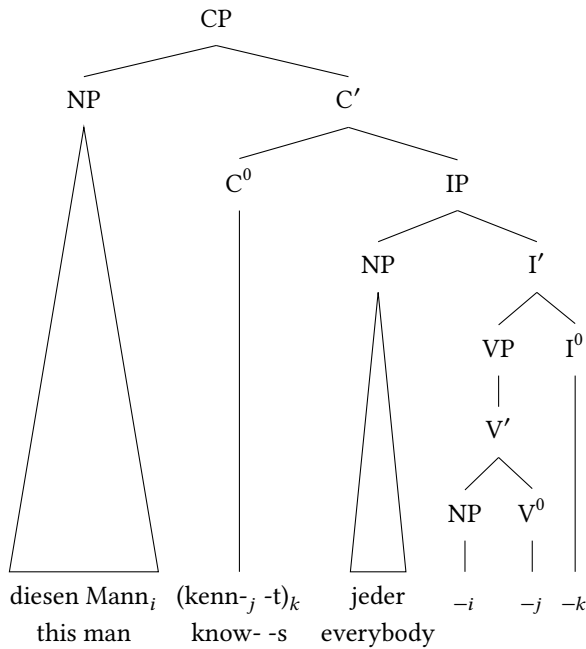 CP
NP C′
C⁰ IP
NP I′
VP I⁰
V′
NP V⁰
diesen Mannᵢ (kenn-ⱼ -t)ₖ jeder −ᵢ −ⱼ −ₖ
this man know- -s everybody